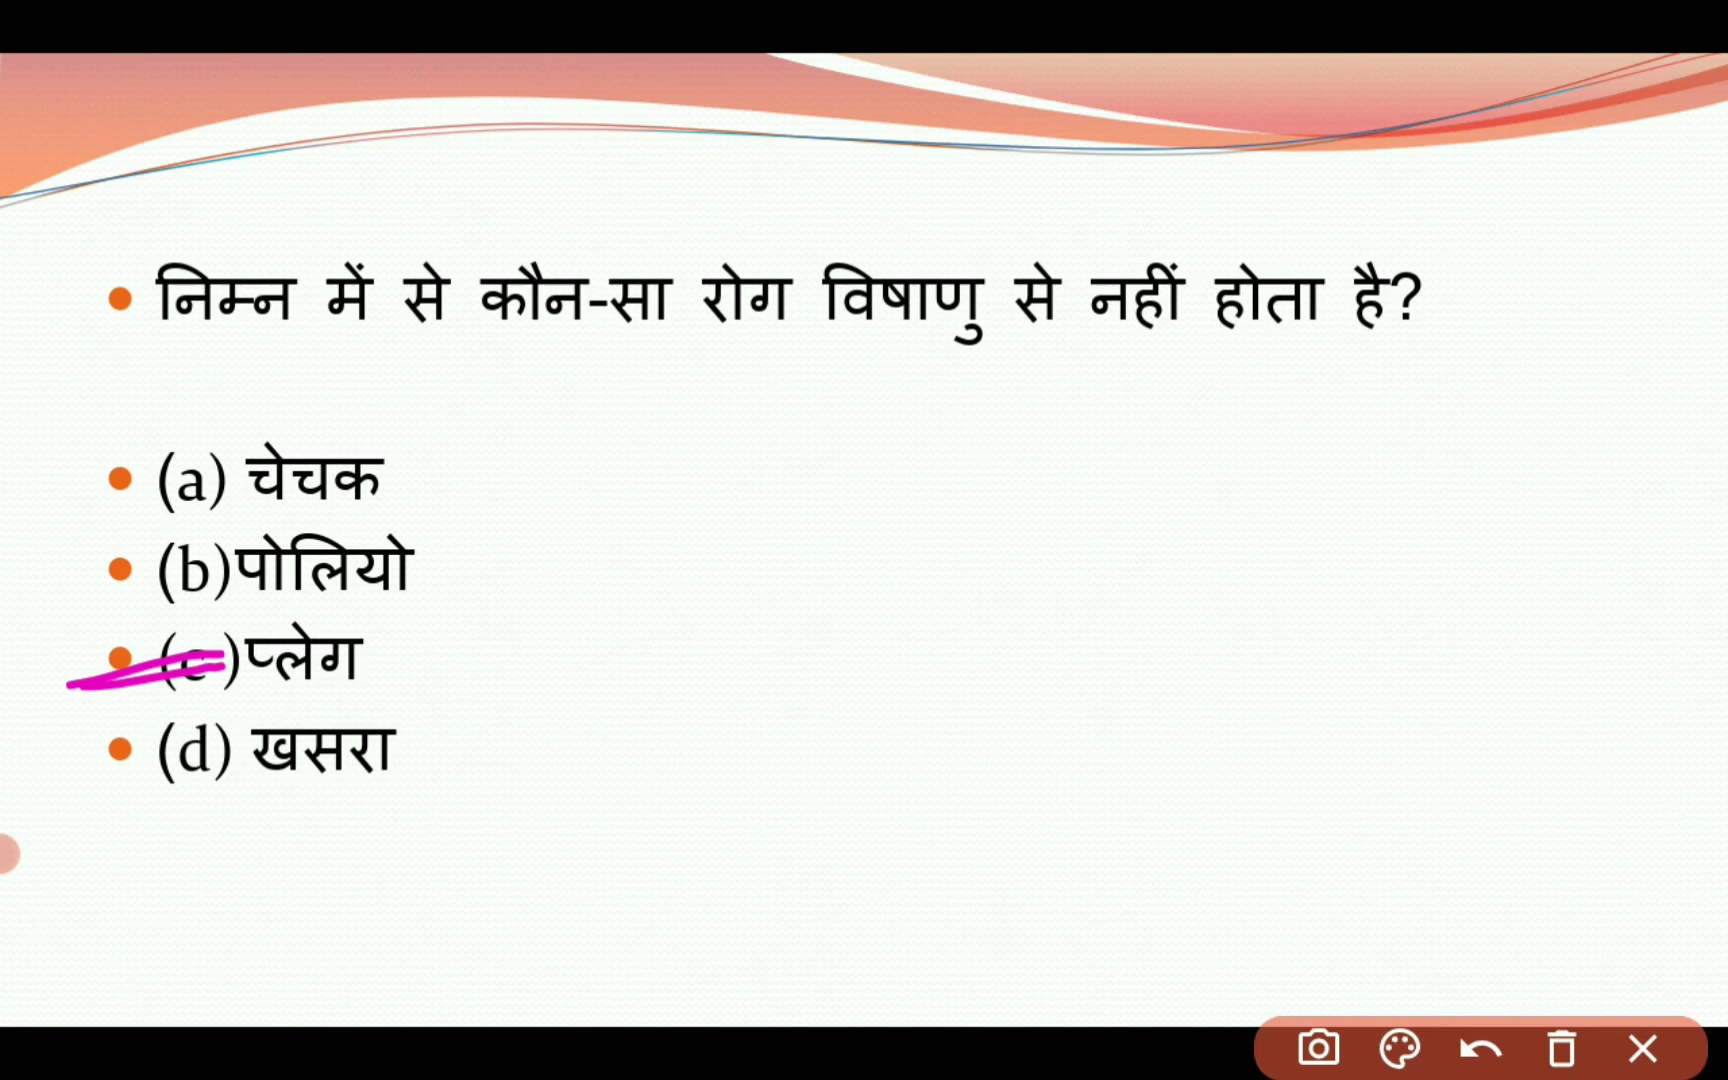 निम्न में से कौन-सा रोग विषाणु से नहीं होता है?
(a) चेचक
(b)पोलियो
(c)प्लेग
(d) खसरा